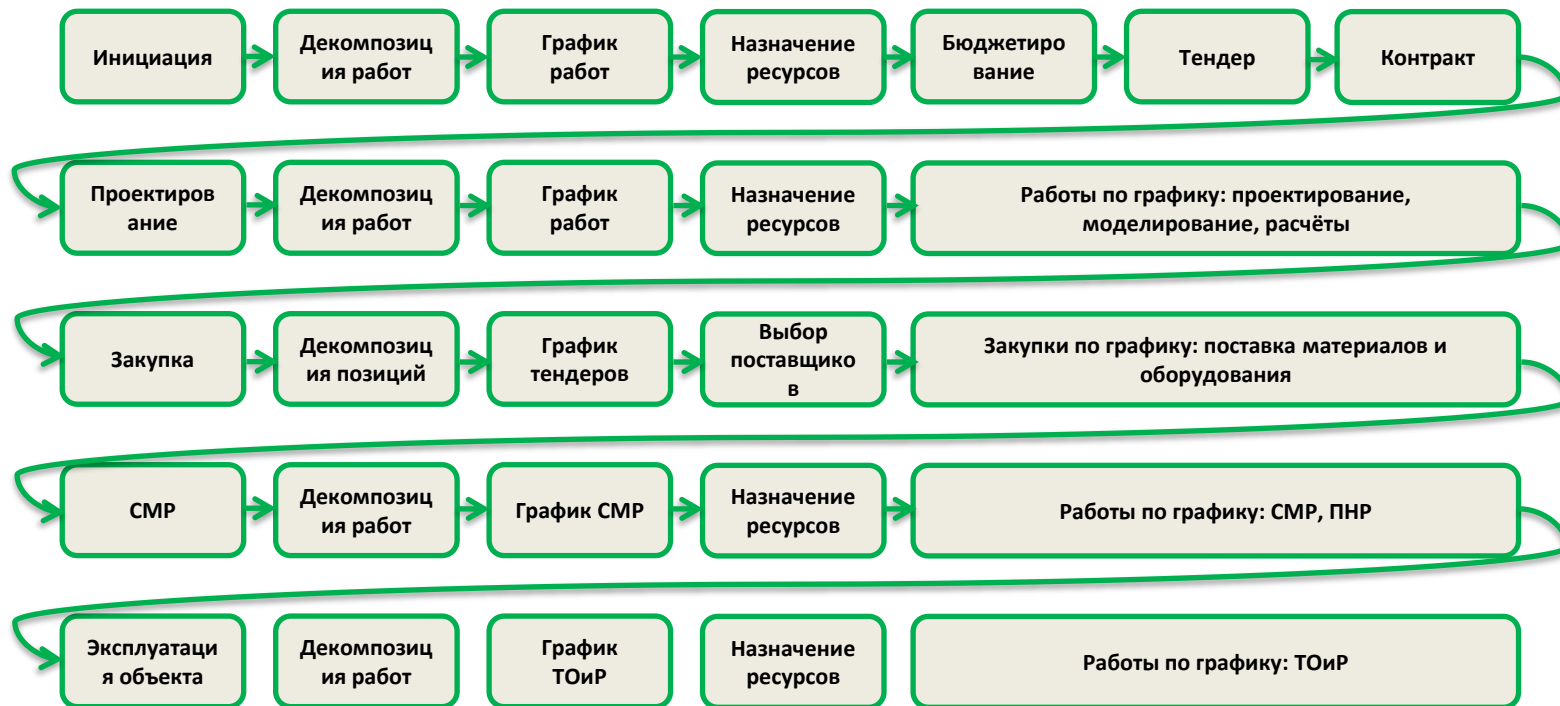 Инициация
Декомпозиц
ия работ
График
работ
Назначение
ресурсов
Бюджетиро
вание
Тендер
Контракт
Проектиров
ание
Декомпозиц
ия работ
График
работ
Назначение
ресурсов
Работы по графику: проектирование,
моделирование, расчёты
Закупка
Декомпозиц
ия позиций
График
тендеров
Выбор
поставщико
в
Закупки по графику: поставка материалов и
оборудования
СМР
Декомпозиц
ия работ
График СМР
Назначение
ресурсов
Работы по графику: СМР, ПНР
Эксплуатаци
я объекта
Декомпозиц
ия работ
График
ТОиР
Назначение
ресурсов
Работы по графику: ТОиР